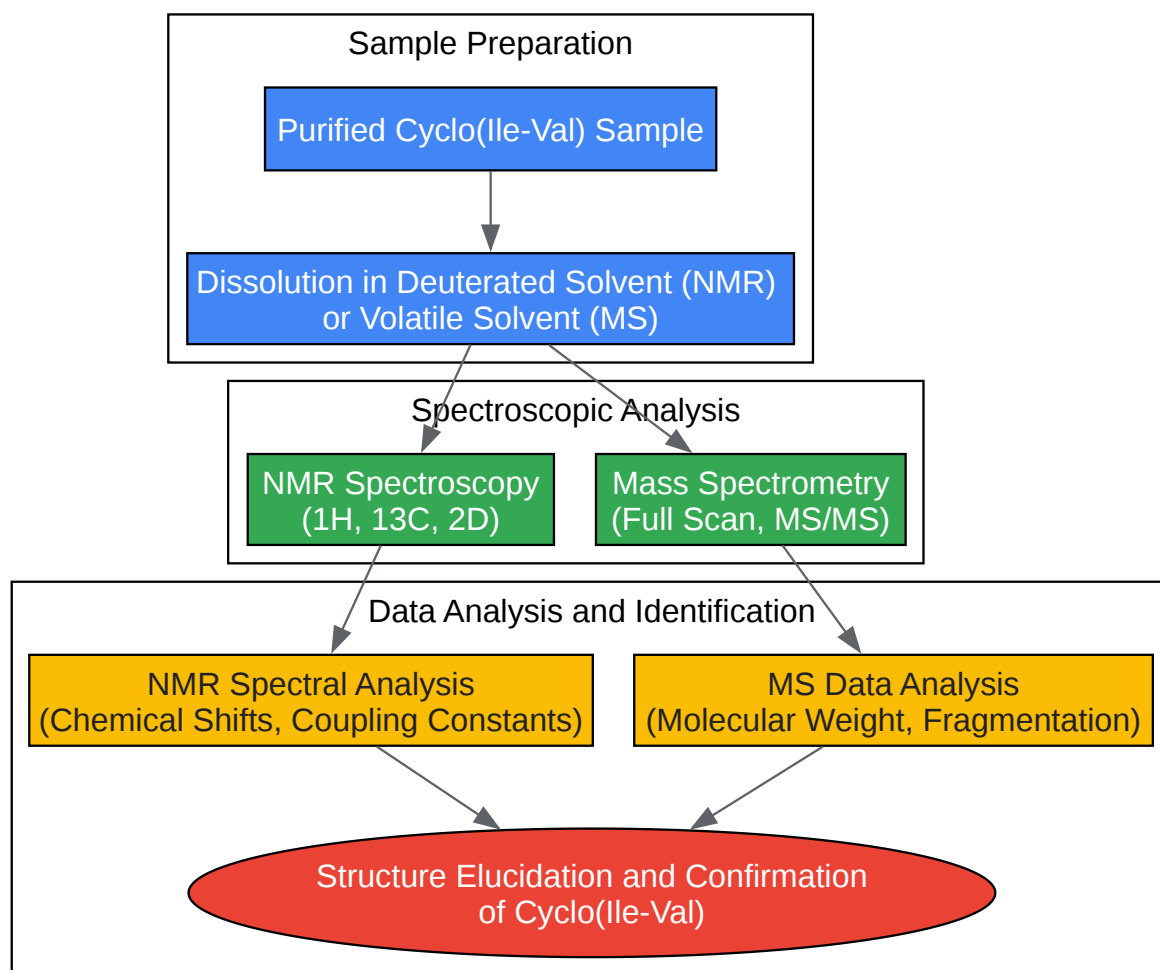 Sample Preparation
Purified Cyclo(Ile-Val) Sample
Dissolution in Deuterated Solvent (NMR)
or Volatile Solvent (MS)
Spectroscopic Analysis
NMR Spectroscopy
(1H, 13C, 2D)
Mass Spectrometry
(Full Scan, MS/MS)
Data Analysis and Identification
NMR Spectral Analysis
(Chemical Shifts, Coupling Constants)
MS Data Analysis
(Molecular Weight, Fragmentation)
Structure Elucidation and Confirmation
of Cyclo(Ile-Val)